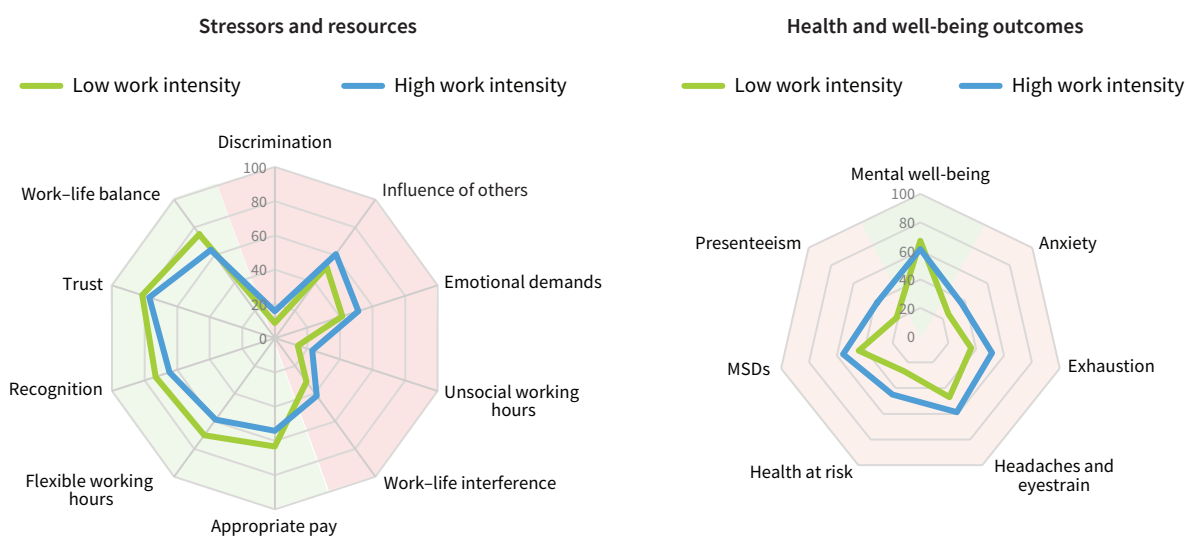 Stressors and resources
Low work intensity
High work intensity
Discrimination
Influence of others
Emotional demands
Unsocial working
hours
Work–life interference
Appropriate pay
Flexible working
hours
Recognition
Trust
Work–life balance
100
80
60
40
20
0
Health and well-being outcomes
Low work intensity
High work intensity
Mental well-being
Anxiety
Exhaustion
Headaches and
eyestrain
Health at risk
MSDs
Presenteeism
100
80
60
40
20
0